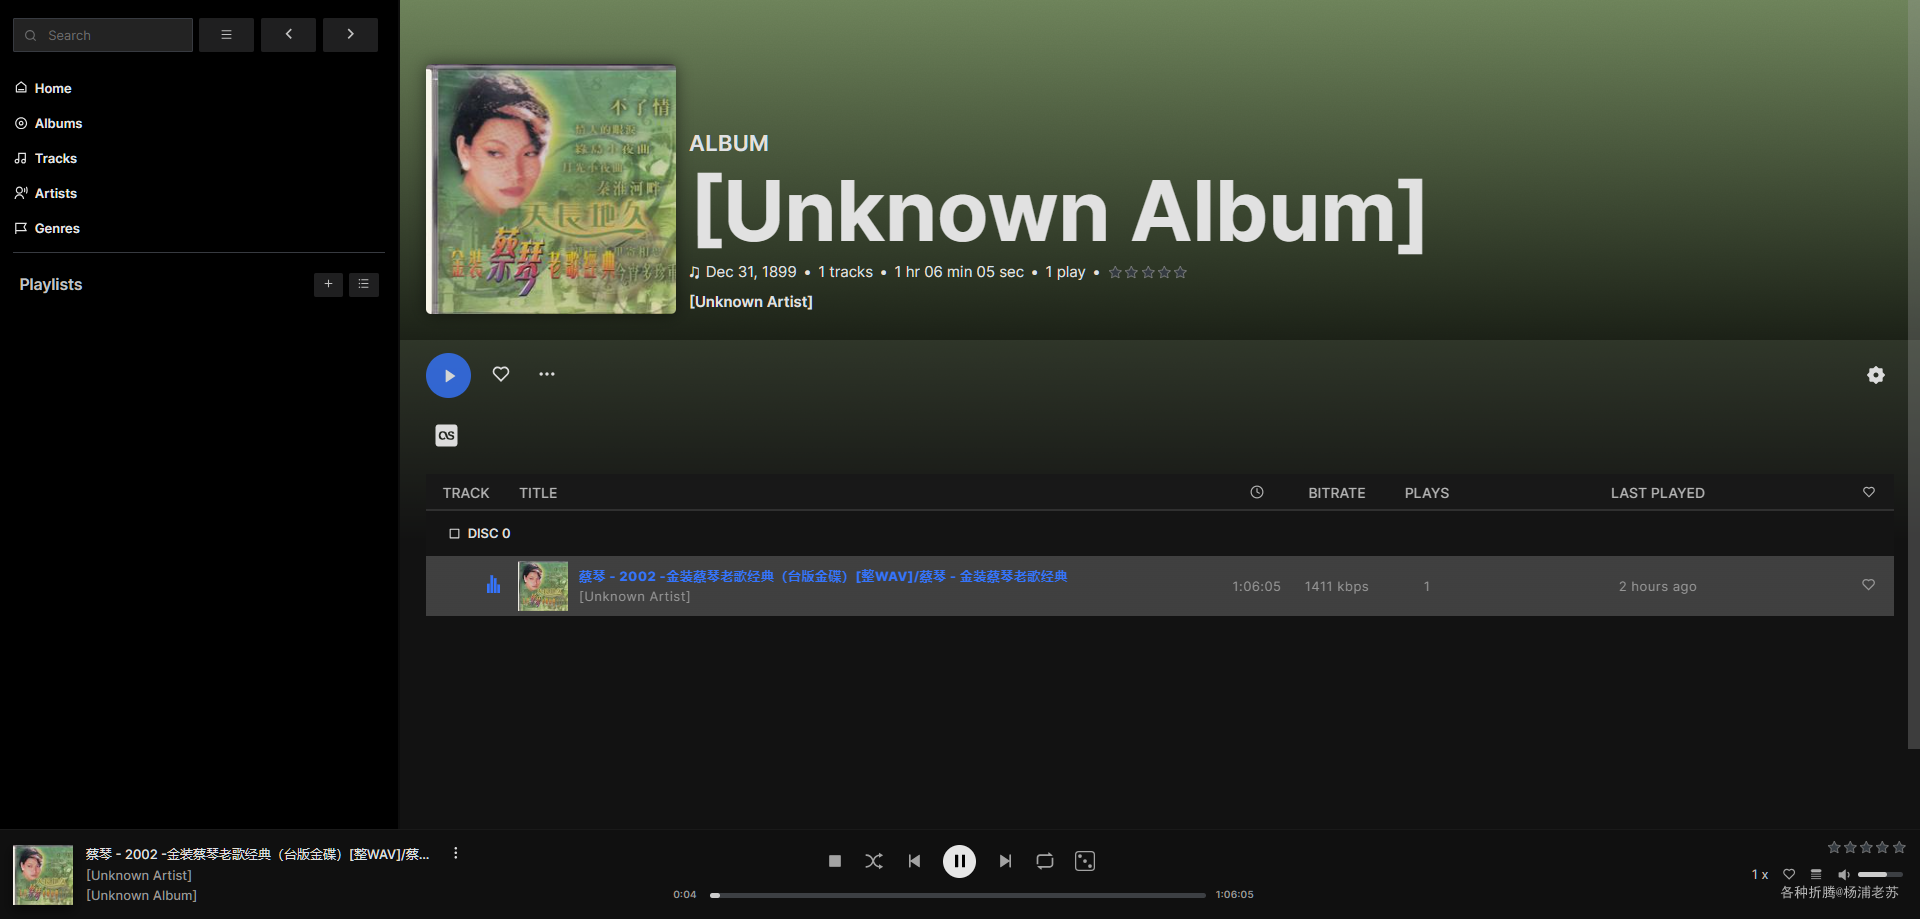 Search
Home
Albums
Tracks
Artists
Genres
Playlists
不了情
情人的眼淚
綠島小夜曲
月光小夜曲
秦淮河畔
天長地久
金装蔡琴老歌经典
ALBUM
[Unknown Album]
Dec 31, 1899 • 1 tracks • 1 hr 06 min 05 sec • 1 play •
[Unknown Artist]
TRACK TITLE BITRATE PLAYS LAST PLAYED
DISC 0
蔡琴 - 2002 -金装蔡琴老歌经典（台版金碟）[整WAV]/蔡琴 - 金装蔡琴老歌经典
[Unknown Artist]
1:06:05 1411 kbps 1 2 hours ago
蔡琴 - 2002 -金装蔡琴老歌经典（台版金碟）[整WAV]/蔡...
[Unknown Artist]
[Unknown Album]
0:04 1:06:05
1 x
各种折腾@杨浦老苏